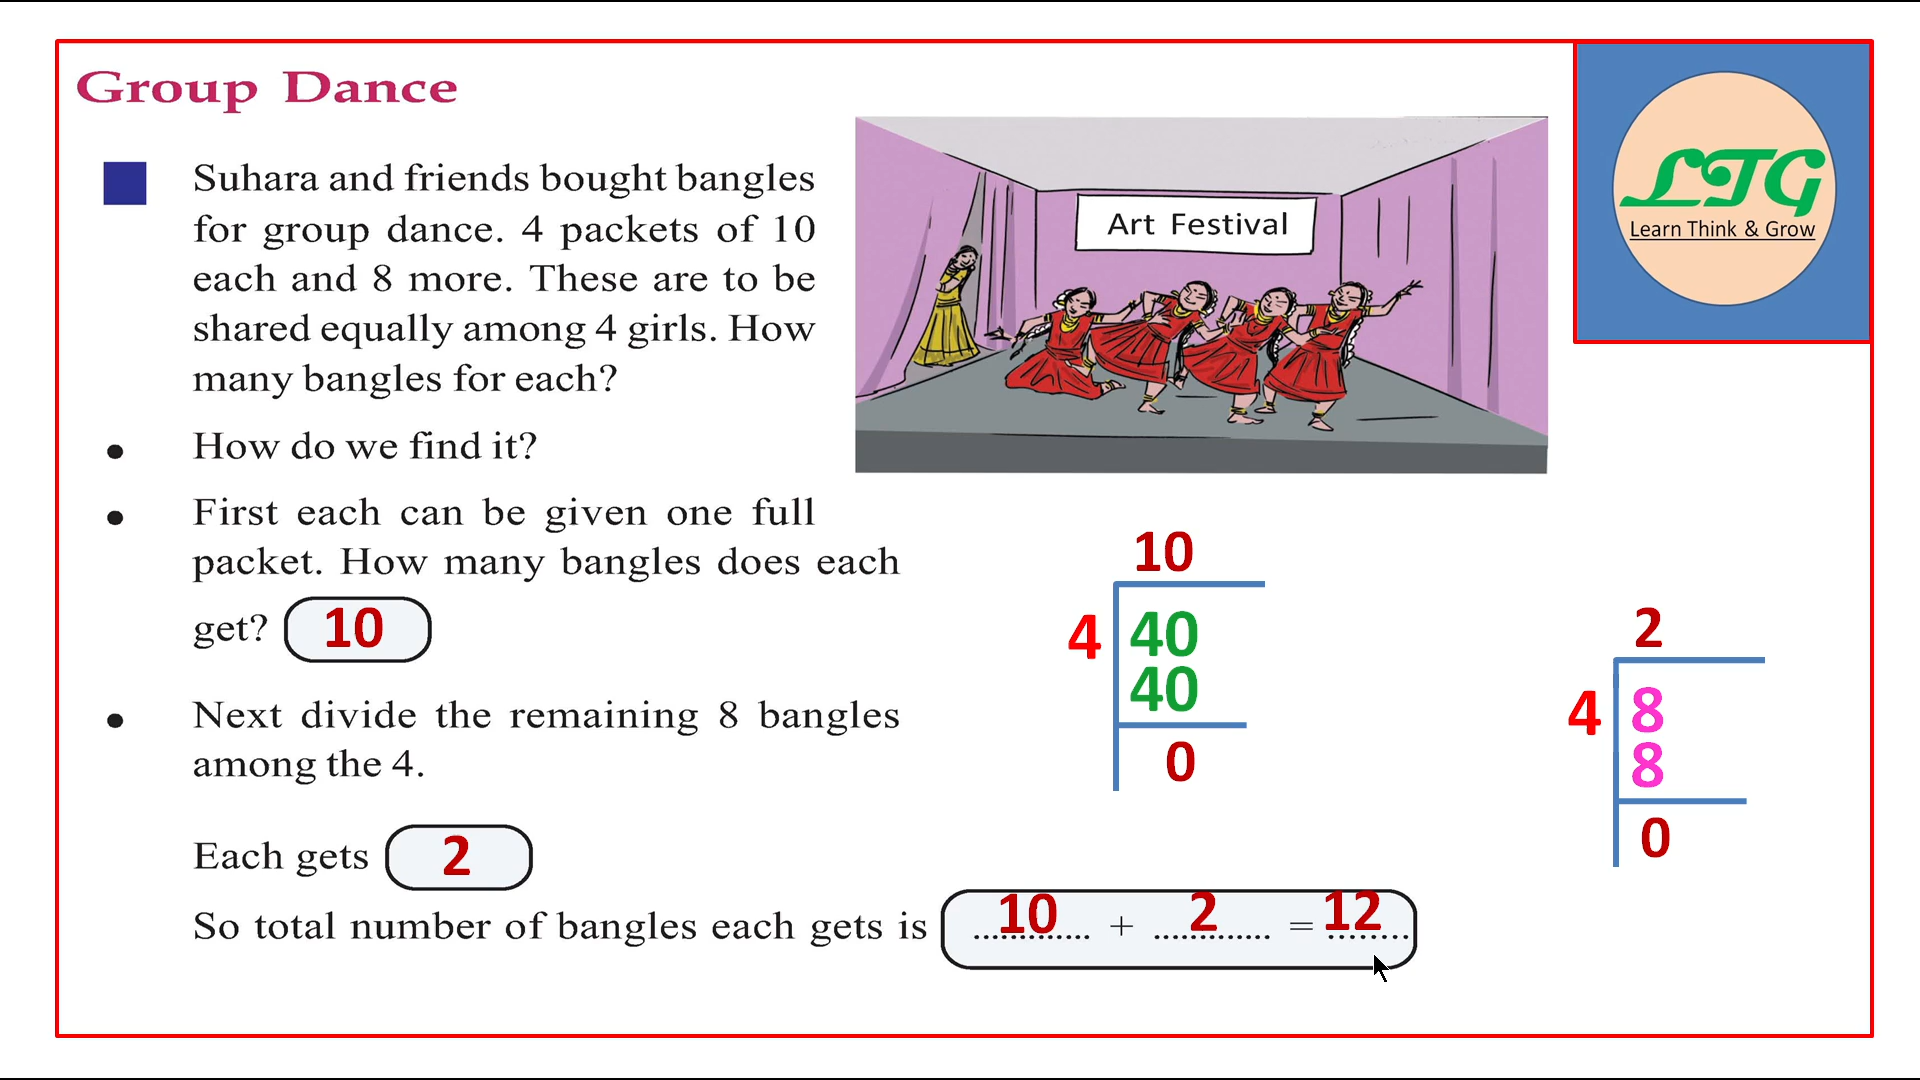 Group Dance
Suhara and friends bought bangles
for group dance. 4 packets of 10
each and 8 more. These are to be
shared equally among 4 girls. How
many bangles for each?
• How do we find it?
• First each can be given one full
packet. How many bangles does each
get? 10
• Next divide the remaining 8 bangles
among the 4.
Each gets 2
So total number of bangles each gets is 10 + 2 = 12
Art Festival
LTG
Learn Think & Grow
10
4 40
40
0
2
4 8
8
0